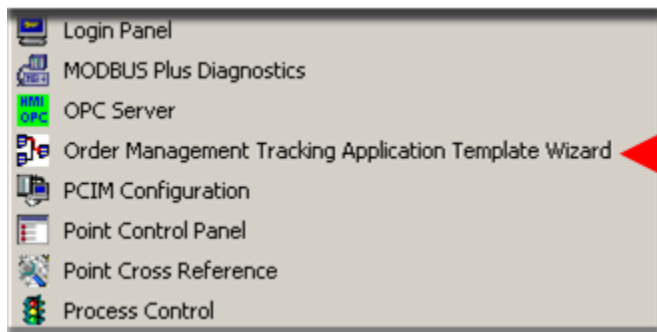 Login Panel
MODBUS Plus Diagnostics
HMI
OPC
OPC Server
Order Management Tracking Application Template Wizard
PCIM Configuration
Point Control Panel
Point Cross Reference
Process Control